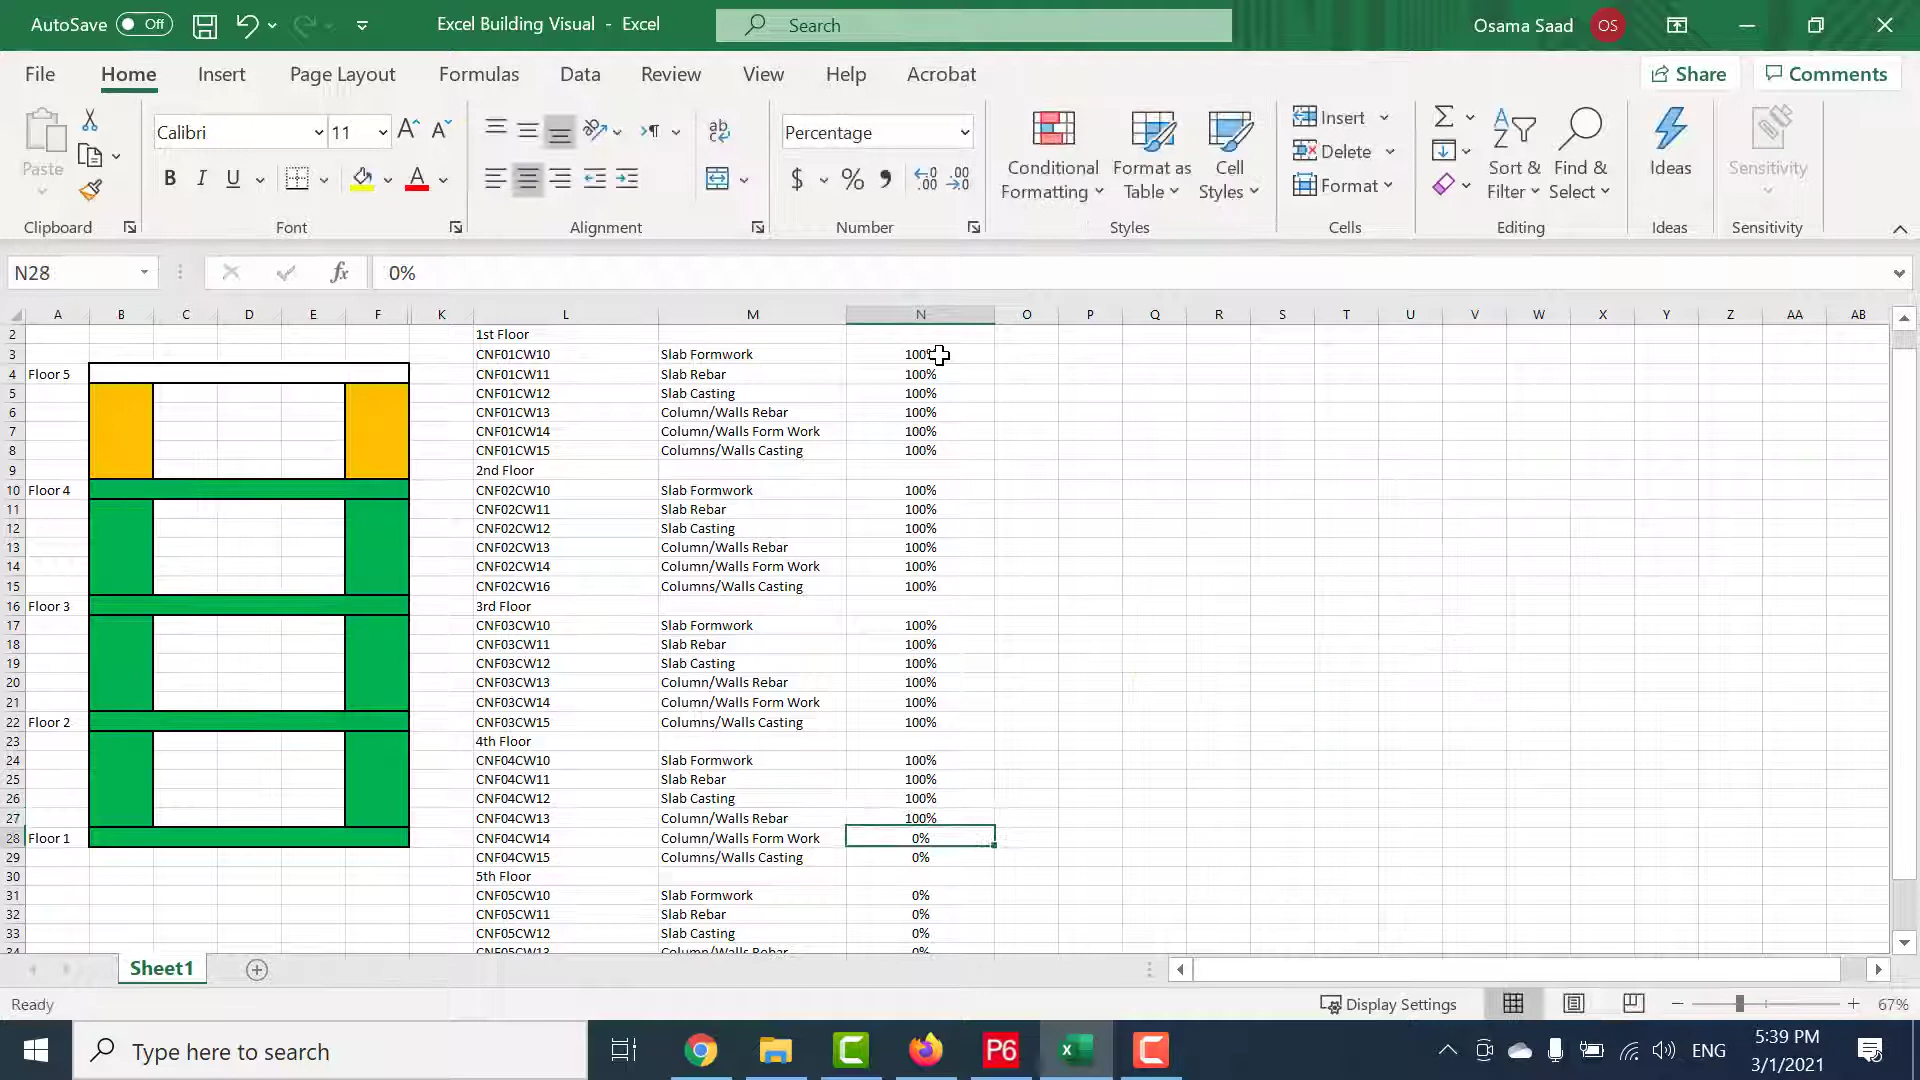 AutoSave Off Excel Building Visual - Excel Search Osama Saad OS
File Home Insert Page Layout Formulas Data Review View Help Acrobat Share Comments
Calibri 11 Percentage Insert
Paste Conditional Formatting Format as Table Cell Styles Delete Sort & Filter Find & Select Ideas Sensitivity
B I U $ % Format
Clipboard Font Alignment Number Styles Cells Editing Ideas Sensitivity
N28 fx 0%
A B C D E F K L M N O P Q R S T U V W X Y Z AA AB
2 1st Floor
3 CNF01CW10 Slab Formwork 100%
4 Floor 5 CNF01CW11 Slab Rebar 100%
5 CNF01CW12 Slab Casting 100%
6 CNF01CW13 Column/Walls Rebar 100%
7 CNF01CW14 Column/Walls Form Work 100%
8 CNF01CW15 Columns/Walls Casting 100%
9 2nd Floor
10 Floor 4 CNF02CW10 Slab Formwork 100%
11 CNF02CW11 Slab Rebar 100%
12 CNF02CW12 Slab Casting 100%
13 CNF02CW13 Column/Walls Rebar 100%
14 CNF02CW14 Column/Walls Form Work 100%
15 CNF02CW16 Columns/Walls Casting 100%
16 Floor 3 3rd Floor
17 CNF03CW10 Slab Formwork 100%
18 CNF03CW11 Slab Rebar 100%
19 CNF03CW12 Slab Casting 100%
20 CNF03CW13 Column/Walls Rebar 100%
21 CNF03CW14 Column/Walls Form Work 100%
22 Floor 2 CNF03CW15 Columns/Walls Casting 100%
23 4th Floor
24 CNF04CW10 Slab Formwork 100%
25 CNF04CW11 Slab Rebar 100%
26 CNF04CW12 Slab Casting 100%
27 CNF04CW13 Column/Walls Rebar 100%
28 Floor 1 CNF04CW14 Column/Walls Form Work 0%
29 CNF04CW15 Columns/Walls Casting 0%
30 5th Floor
31 CNF05CW10 Slab Formwork 0%
32 CNF05CW11 Slab Rebar 0%
33 CNF05CW12 Slab Casting 0%
34 CNF05CW13 Column/Walls Rebar 0%
Sheet1
Ready Display Settings 67%
Type here to search P6 ENG 5:39 PM
3/1/2021